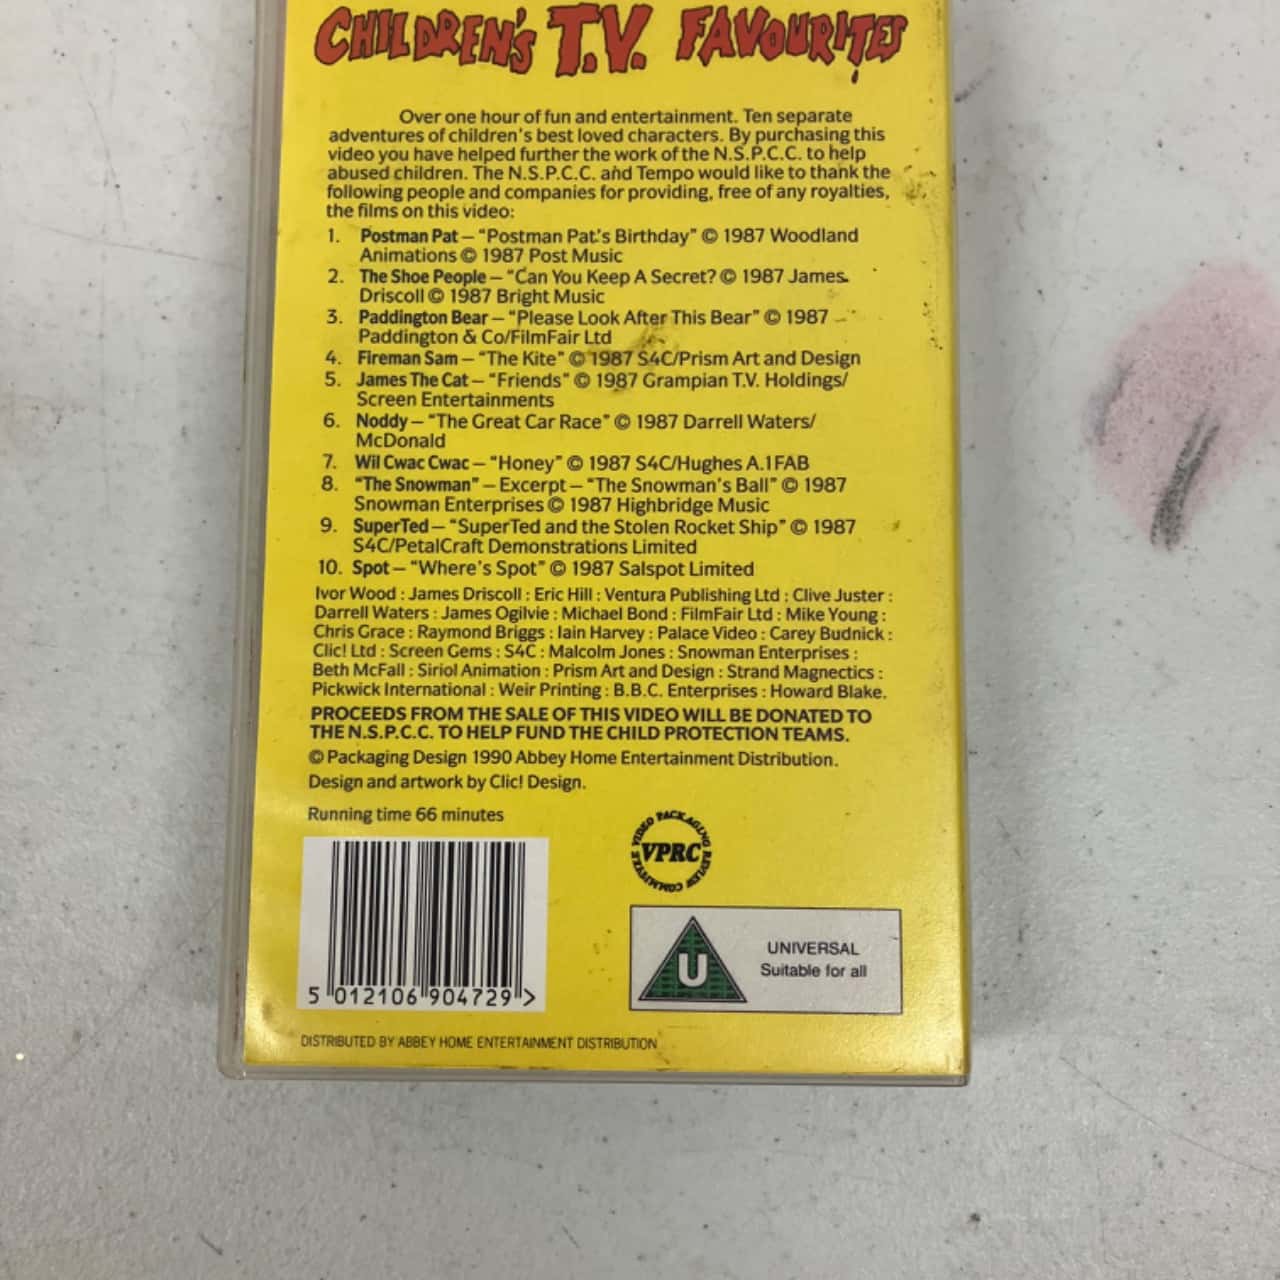 CHILDREN'S T.V. FAVOURITES
Over one hour of fun and entertainment. Ten separate
adventures of children's best loved characters. By purchasing this
video you have helped further the work of the N.S.P.C.C. to help
abused children. The N.S.P.C.C. and Tempo would like to thank the
following people and companies for providing, free of any royalties,
the films on this video:
1. Postman Pat – "Postman Pat's Birthday" © 1987 Woodland
Animations © 1987 Post Music
2. The Shoe People – "Can You Keep A Secret? © 1987 James
Driscoll © 1987 Bright Music
3. Paddington Bear – "Please Look After This Bear" © 1987
Paddington & Co/FilmFair Ltd
4. Fireman Sam – "The Kite" © 1987 S4C/Prism Art and Design
5. James The Cat – "Friends" © 1987 Grampian T.V. Holdings/
Screen Entertainments
6. Noddy – "The Great Car Race" © 1987 Darrell Waters/
McDonald
7. Wil Cwac Cwac – "Honey" © 1987 S4C/Hughes A.1 FAB
8. "The Snowman" – Excerpt – "The Snowman's Ball" © 1987
Snowman Enterprises © 1987 Highbridge Music
9. SuperTed – "SuperTed and the Stolen Rocket Ship" © 1987
S4C/PetalCraft Demonstrations Limited
10. Spot – "Where's Spot" © 1987 Salspot Limited
Ivor Wood : James Driscoll : Eric Hill : Ventura Publishing Ltd : Clive Juster :
Darrell Waters : James Ogilvie : Michael Bond : FilmFair Ltd : Mike Young :
Chris Grace : Raymond Briggs : Iain Harvey : Palace Video : Carey Budnick :
Clic! Ltd : Screen Gems : S4C : Malcolm Jones : Snowman Enterprises :
Beth McFall : Siriol Animation : Prism Art and Design : Strand Magnectics :
Pickwick International : Weir Printing : B.B.C. Enterprises : Howard Blake.
PROCEEDS FROM THE SALE OF THIS VIDEO WILL BE DONATED TO
THE N.S.P.C.C. TO HELP FUND THE CHILD PROTECTION TEAMS.
© Packaging Design 1990 Abbey Home Entertainment Distribution.
Design and artwork by Clic! Design.
Running time 66 minutes
VIDEO PACKAGING REVIEW COMMITTEE
VPRC
U
UNIVERSAL
Suitable for all
5 012106 904729 >
DISTRIBUTED BY ABBEY HOME ENTERTAINMENT DISTRIBUTION